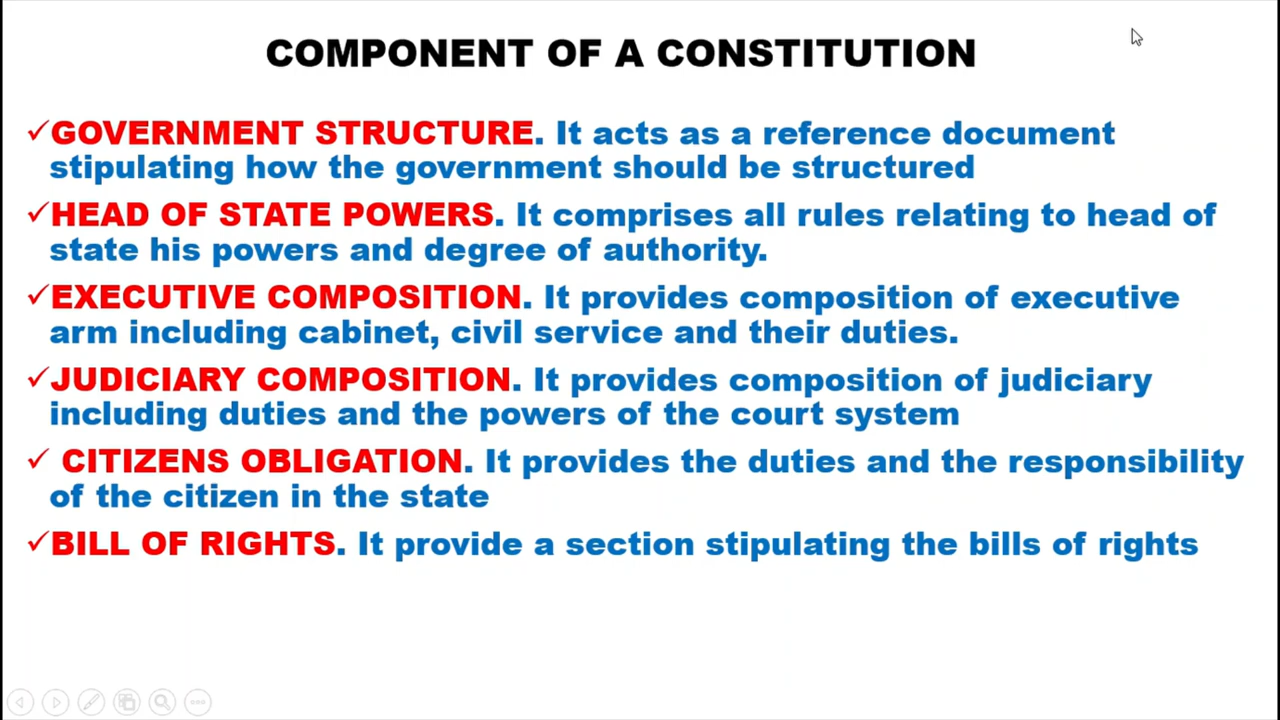 COMPONENT OF A CONSTITUTION
✓GOVERNMENT STRUCTURE. It acts as a reference document
stipulating how the government should be structured
✓HEAD OF STATE POWERS. It comprises all rules relating to head of
state his powers and degree of authority.
✓EXECUTIVE COMPOSITION. It provides composition of executive
arm including cabinet, civil service and their duties.
✓JUDICIARY COMPOSITION. It provides composition of judiciary
including duties and the powers of the court system
✓ CITIZENS OBLIGATION. It provides the duties and the responsibility
of the citizen in the state
✓BILL OF RIGHTS. It provide a section stipulating the bills of rights